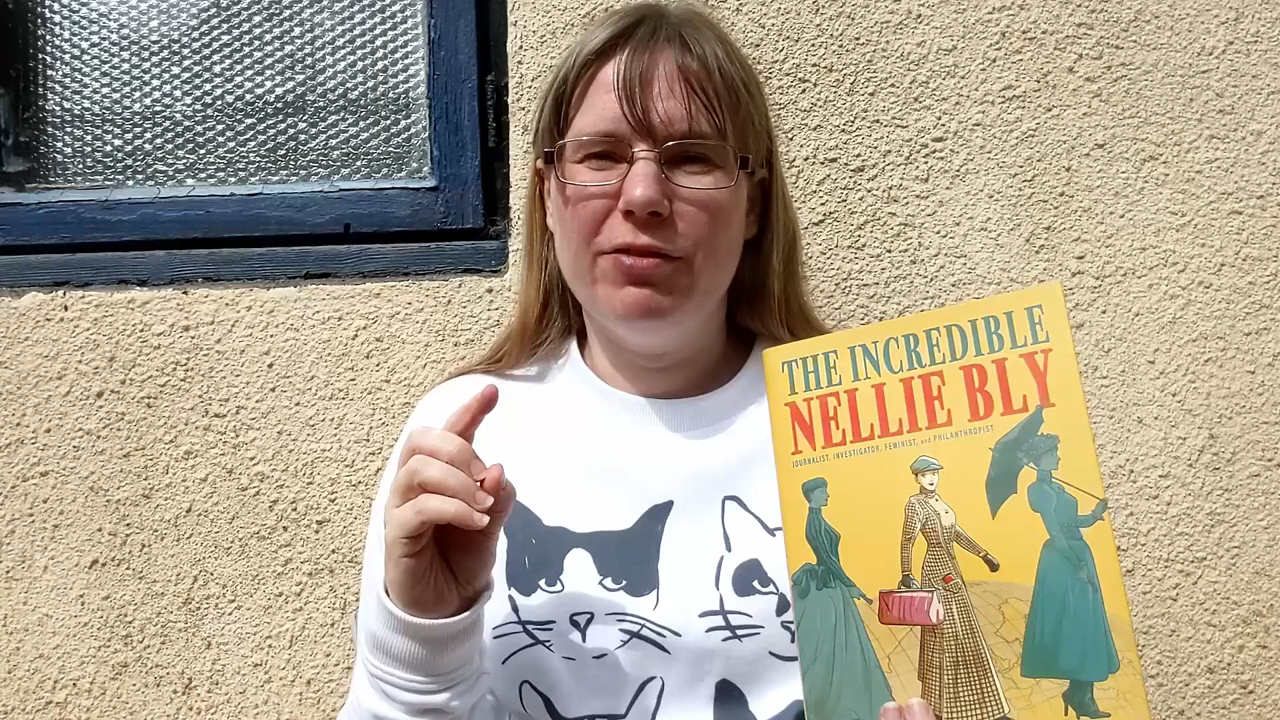 THE INCREDIBLE
NELLIE BLY
JOURNALIST, INVESTIGATOR, FEMINIST, and PHILANTHROPIST